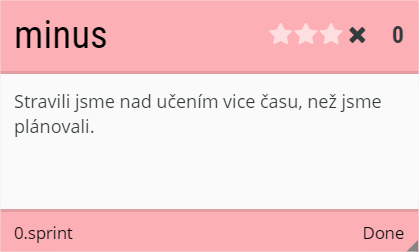 minus
0
Stravili jsme nad učením vice času, než jsme
plánovali.
0.sprint
Done